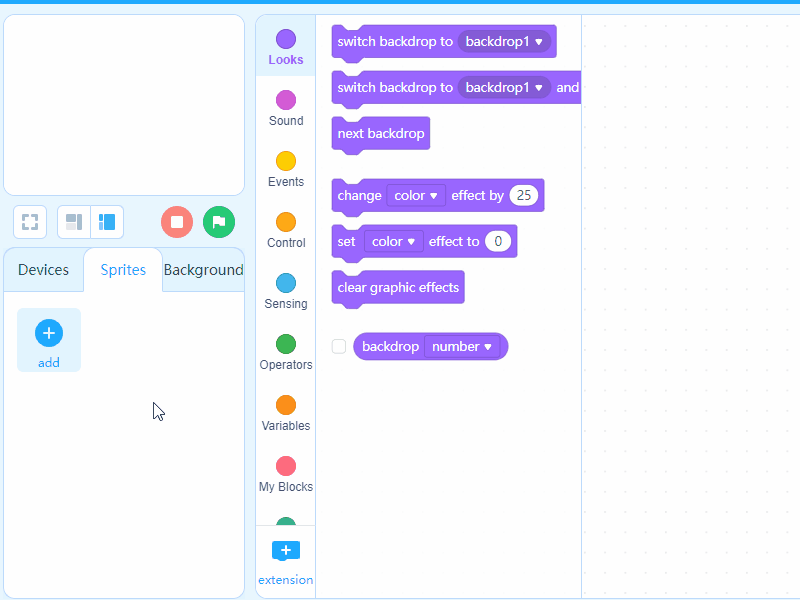 Devices
Sprites
Background
add
Looks
Sound
Events
Control
Sensing
Operators
Variables
My Blocks
extension
switch backdrop to backdrop1
switch backdrop to backdrop1 and
next backdrop
change color effect by 25
set color effect to 0
clear graphic effects
backdrop number